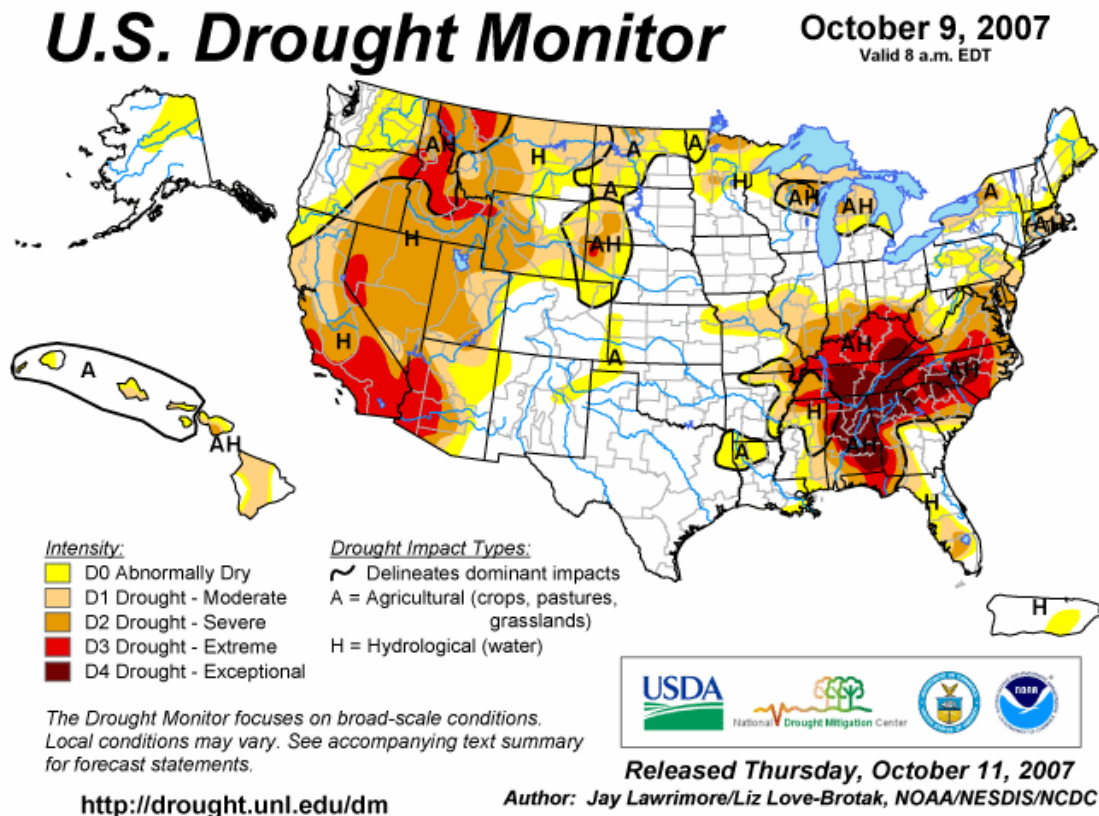 U.S. Drought Monitor
October 9, 2007
Valid 8 a.m. EDT
AH
H
A
A
A
H
AH
AH
A
AH
H
AH
H
A
AH
AH
H
AH
A
H
A
AH
H
Intensity:
D0 Abnormally Dry
D1 Drought - Moderate
D2 Drought - Severe
D3 Drought - Extreme
D4 Drought - Exceptional
Drought Impact Types:
Delineates dominant impacts
A = Agricultural (crops, pastures,
grasslands)
H = Hydrological (water)
USDA
National Drought Mitigation Center
NOAA
The Drought Monitor focuses on broad-scale conditions.
Local conditions may vary. See accompanying text summary
for forecast statements.
http://drought.unl.edu/dm
Released Thursday, October 11, 2007
Author: Jay Lawrimore/Liz Love-Brotak, NOAA/NESDIS/NCDC